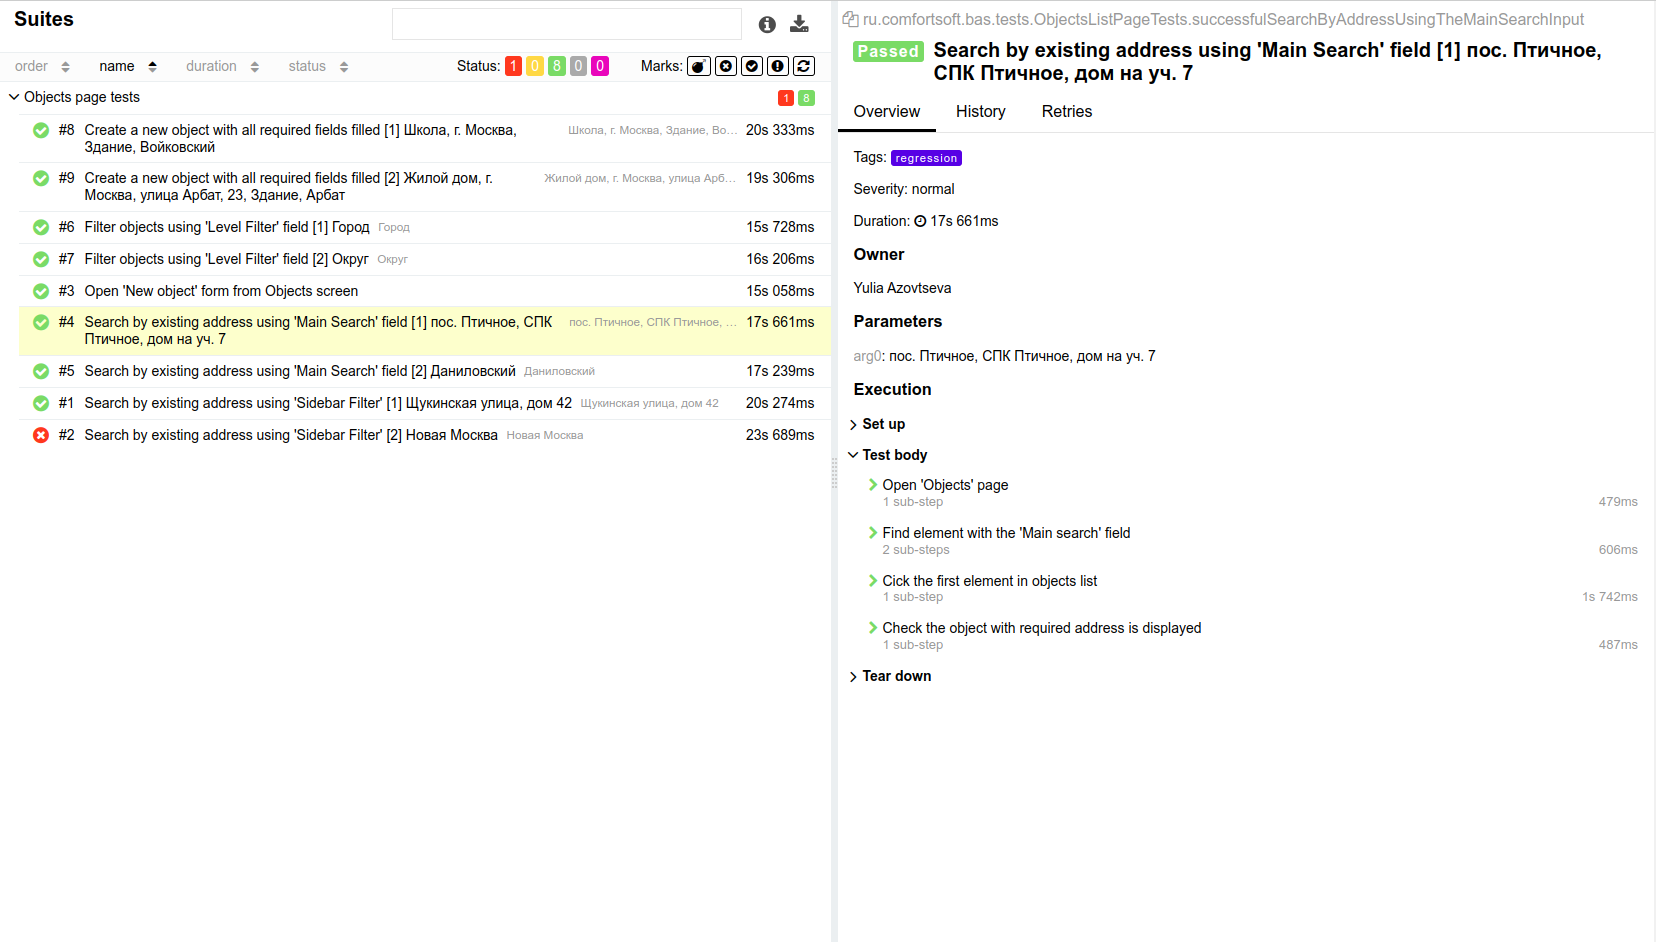 Suites
order name duration status Status: 1 0 8 0 0 Marks:
Objects page tests 1 8
#8 Create a new object with all required fields filled [1] Школа, г. Москва, Школа, г. Москва, Здание, Во... 20s 333ms
Здание, Войковский
#9 Create a new object with all required fields filled [2] Жилой дом, г. Жилой дом, г. Москва, улица Арб... 19s 306ms
Москва, улица Арбат, 23, Здание, Арбат
#6 Filter objects using 'Level Filter' field [1] Город Город 15s 728ms
#7 Filter objects using 'Level Filter' field [2] Округ Округ 16s 206ms
#3 Open 'New object' form from Objects screen 15s 058ms
#4 Search by existing address using 'Main Search' field [1] пос. Птичное, СПК пос. Птичное, СПК Птичное, ... 17s 661ms
Птичное, дом на уч. 7
#5 Search by existing address using 'Main Search' field [2] Даниловский Даниловский 17s 239ms
#1 Search by existing address using 'Sidebar Filter' [1] Щукинская улица, дом 42 Щукинская улица, дом 42 20s 274ms
#2 Search by existing address using 'Sidebar Filter' [2] Новая Москва Новая Москва 23s 689ms
ru.comfortsoft.bas.tests.ObjectsListPageTests.successfulSearchByAddressUsingTheMainSearchInput
Passed Search by existing address using 'Main Search' field [1] пос. Птичное,
СПК Птичное, дом на уч. 7
Overview History Retries
Tags: regression
Severity: normal
Duration: 17s 661ms
Owner
Yulia Azovtseva
Parameters
arg0: пос. Птичное, СПК Птичное, дом на уч. 7
Execution
Set up
Test body
Open 'Objects' page
1 sub-step 479ms
Find element with the 'Main search' field
2 sub-steps 606ms
Cick the first element in objects list
1 sub-step 1s 742ms
Check the object with required address is displayed
1 sub-step 487ms
Tear down